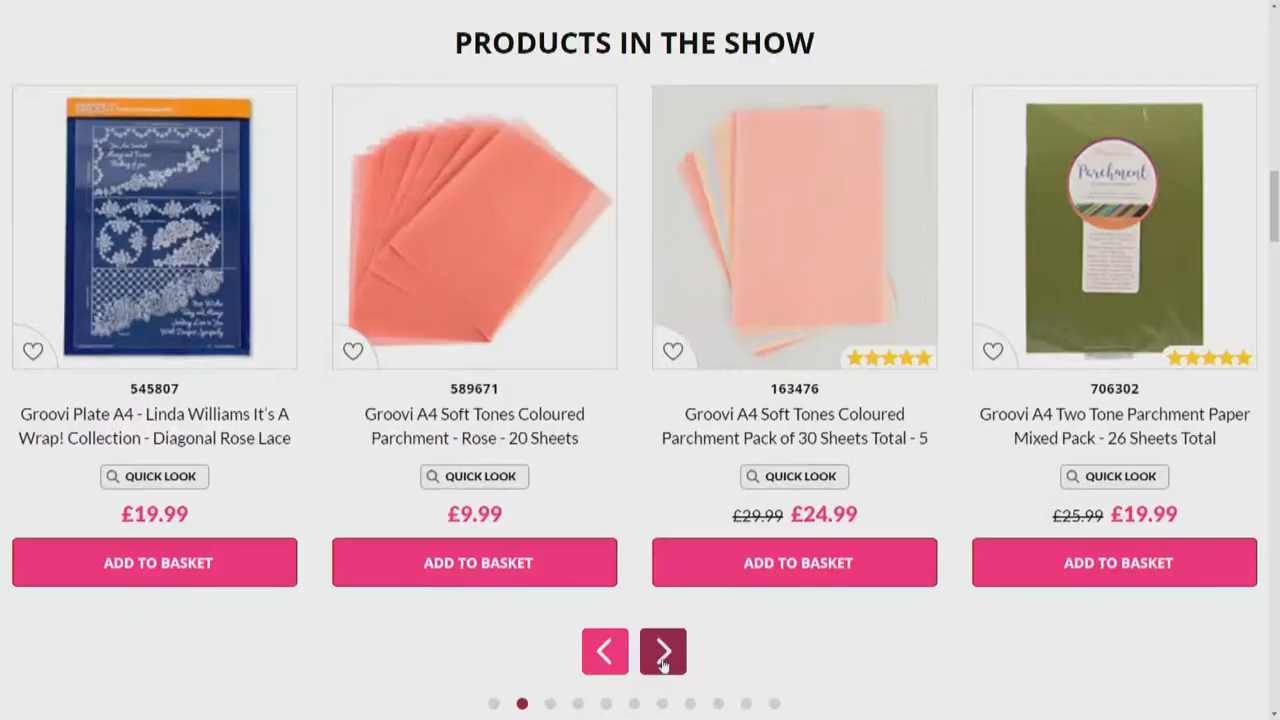 PRODUCTS IN THE SHOW
Parchment
545807
Groovi Plate A4 - Linda Williams It's A
Wrap! Collection - Diagonal Rose Lace
QUICK LOOK
£19.99
ADD TO BASKET
589671
Groovi A4 Soft Tones Coloured
Parchment - Rose - 20 Sheets
QUICK LOOK
£9.99
ADD TO BASKET
163476
Groovi A4 Soft Tones Coloured
Parchment Pack of 30 Sheets Total - 5
QUICK LOOK
£29.99 £24.99
ADD TO BASKET
706302
Groovi A4 Two Tone Parchment Paper
Mixed Pack - 26 Sheets Total
QUICK LOOK
£25.99 £19.99
ADD TO BASKET